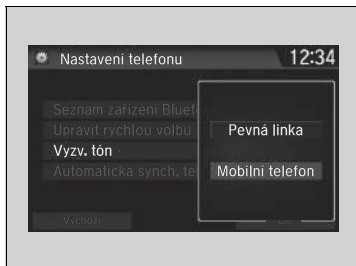 Nastavení telefonu
12:34
Seznam zařízení Bluet
Upravit rychlou volbu
Vyzv. tón
Automatická synch. te
Pevná linka
Mobilní telefon
Výchozí
OK